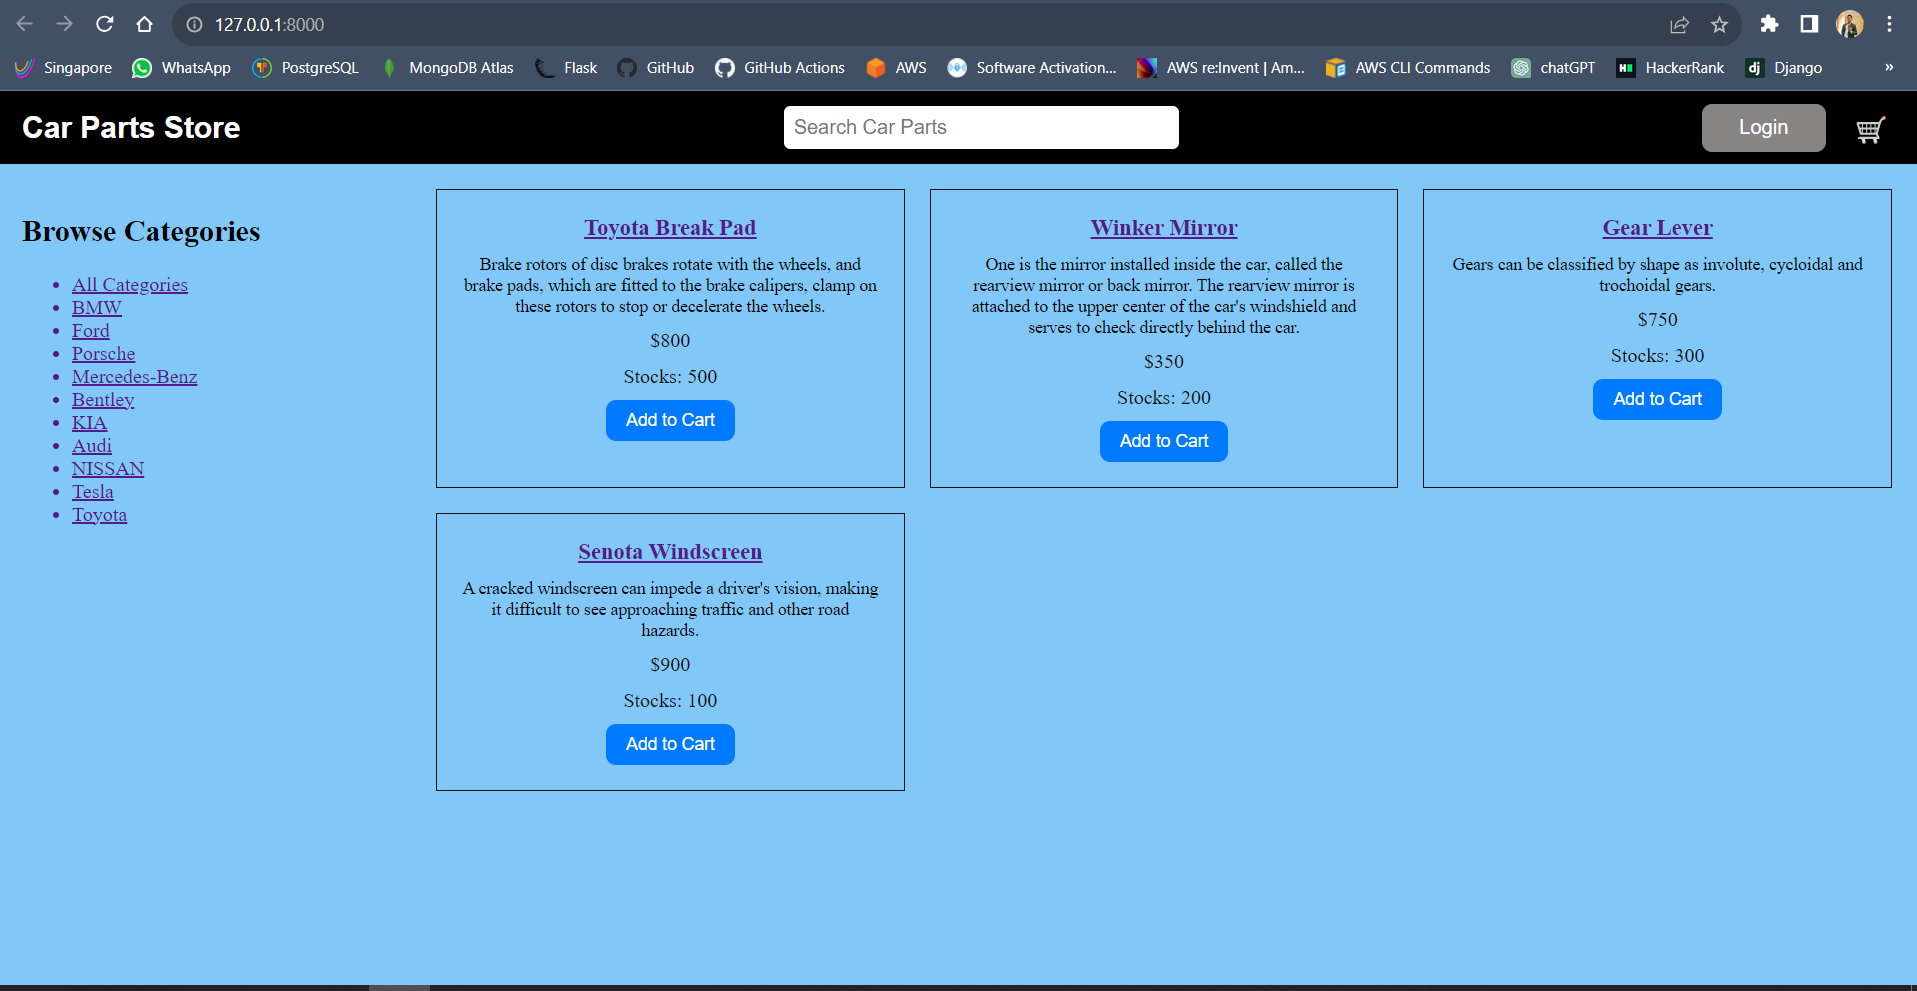 127.0.0.1:8000
Singapore WhatsApp PostgreSQL MongoDB Atlas Flask GitHub GitHub Actions AWS Software Activation... AWS re:Invent | Am... AWS CLI Commands chatGPT HackerRank dj Django »
Car Parts Store
Search Car Parts
Login
Browse Categories
All Categories
BMW
Ford
Porsche
Mercedes-Benz
Bentley
KIA
Audi
NISSAN
Tesla
Toyota
Toyota Break Pad
Brake rotors of disc brakes rotate with the wheels, and
brake pads, which are fitted to the brake calipers, clamp on
these rotors to stop or decelerate the wheels.
$800
Stocks: 500
Add to Cart
Winker Mirror
One is the mirror installed inside the car, called the
rearview mirror or back mirror. The rearview mirror is
attached to the upper center of the car's windshield and
serves to check directly behind the car.
$350
Stocks: 200
Add to Cart
Gear Lever
Gears can be classified by shape as involute, cycloidal and
trochoidal gears.
$750
Stocks: 300
Add to Cart
Senota Windscreen
A cracked windscreen can impede a driver's vision, making
it difficult to see approaching traffic and other road
hazards.
$900
Stocks: 100
Add to Cart